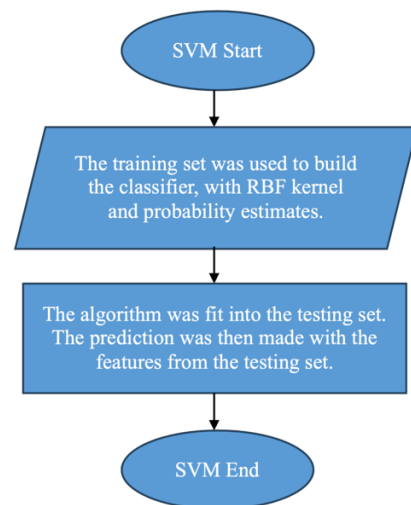 SVM Start
The training set was used to build
the classifier, with RBF kernel
and probability estimates.
The algorithm was fit into the testing set.
The prediction was then made with the
features from the testing set.
SVM End